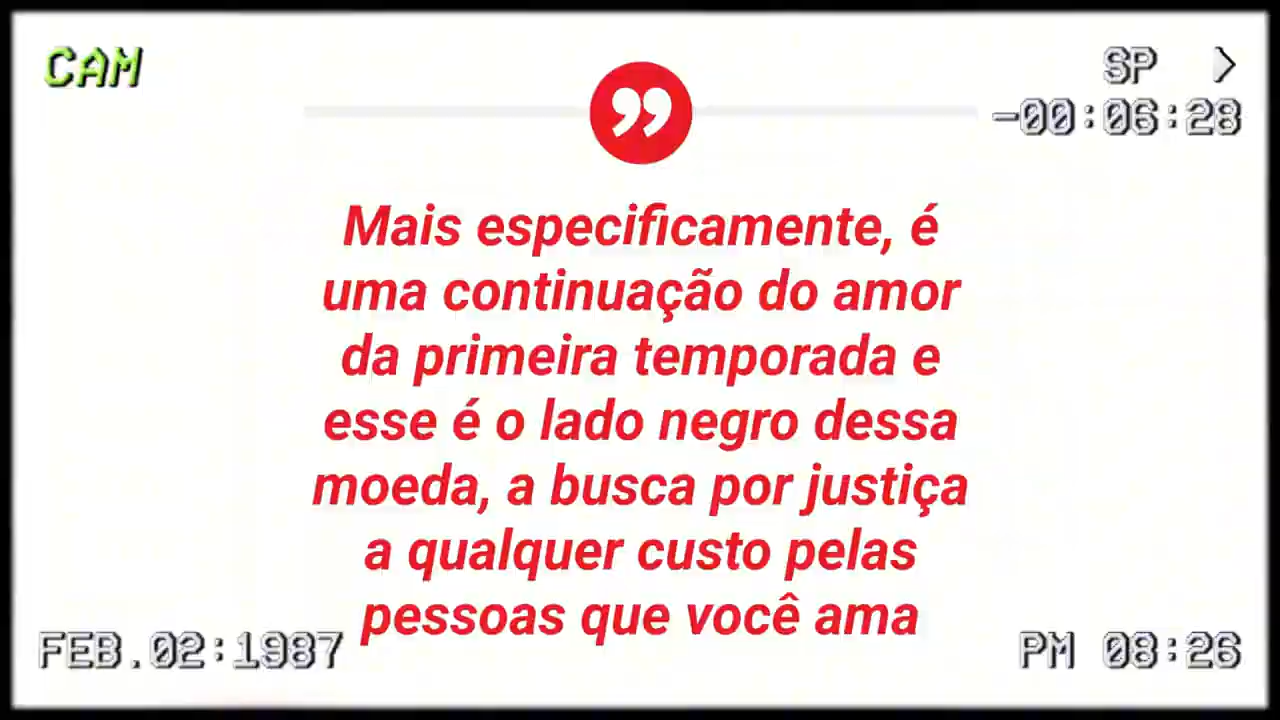 CAM
SP
-00:06:28
”
Mais especificamente, é
uma continuação do amor
da primeira temporada e
esse é o lado negro dessa
moeda, a busca por justiça
a qualquer custo pelas
pessoas que você ama
FEB.02:1987
PM 08:26